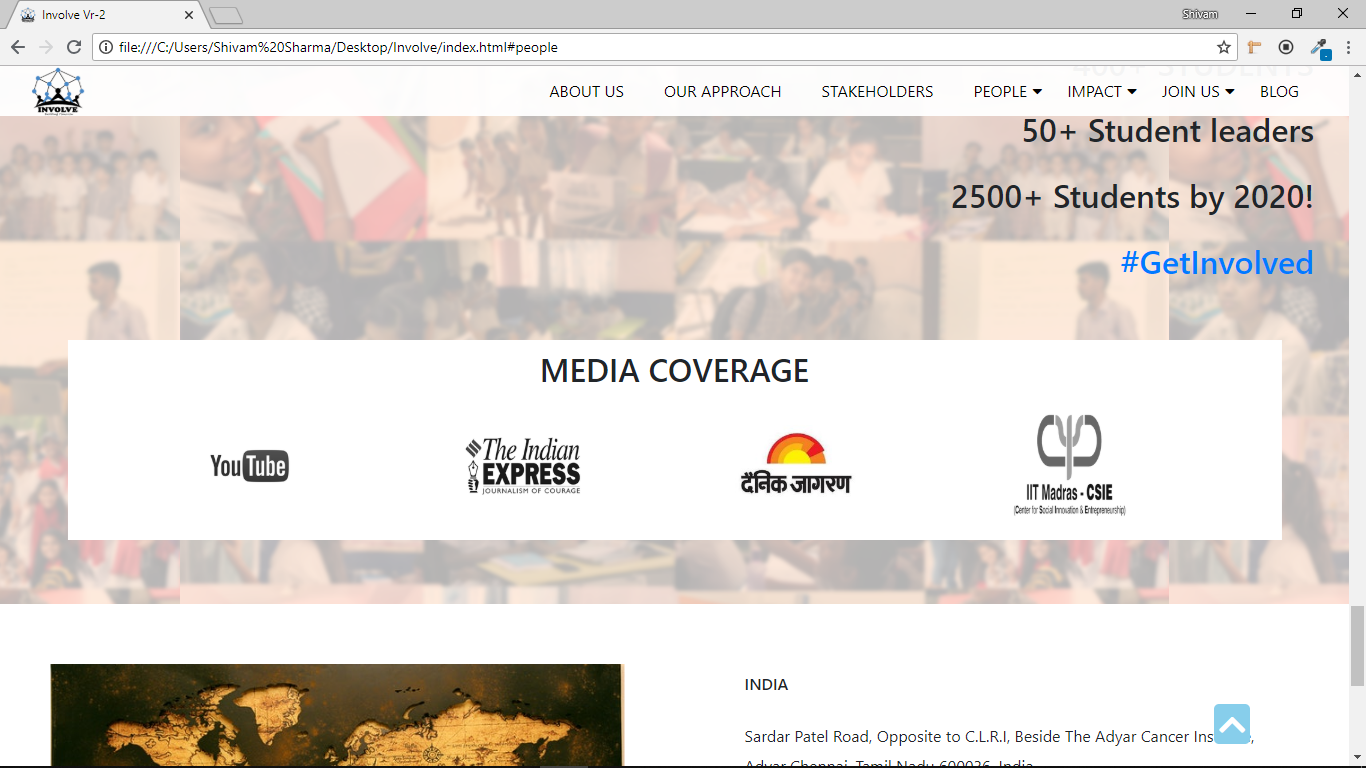 Involve Vr-2
Shivam
file:///C:/Users/Shivam%20Sharma/Desktop/Involve/index.html#people
INVOLVE
ABOUT US
OUR APPROACH
STAKEHOLDERS
PEOPLE
IMPACT
JOIN US
BLOG
400+ STUDENTS
50+ Student leaders
2500+ Students by 2020!
#GetInvolved
MEDIA COVERAGE
YouTube
The Indian
EXPRESS
JOURNALISM OF COURAGE
दैनिक जागरण
IIT Madras - CSIE
(Center for Social Innovation & Entrepreneurship)
INDIA
Sardar Patel Road, Opposite to C.L.R.I, Beside The Adyar Cancer Ins
Adyar Chennai, Tamil Nadu 600036, India